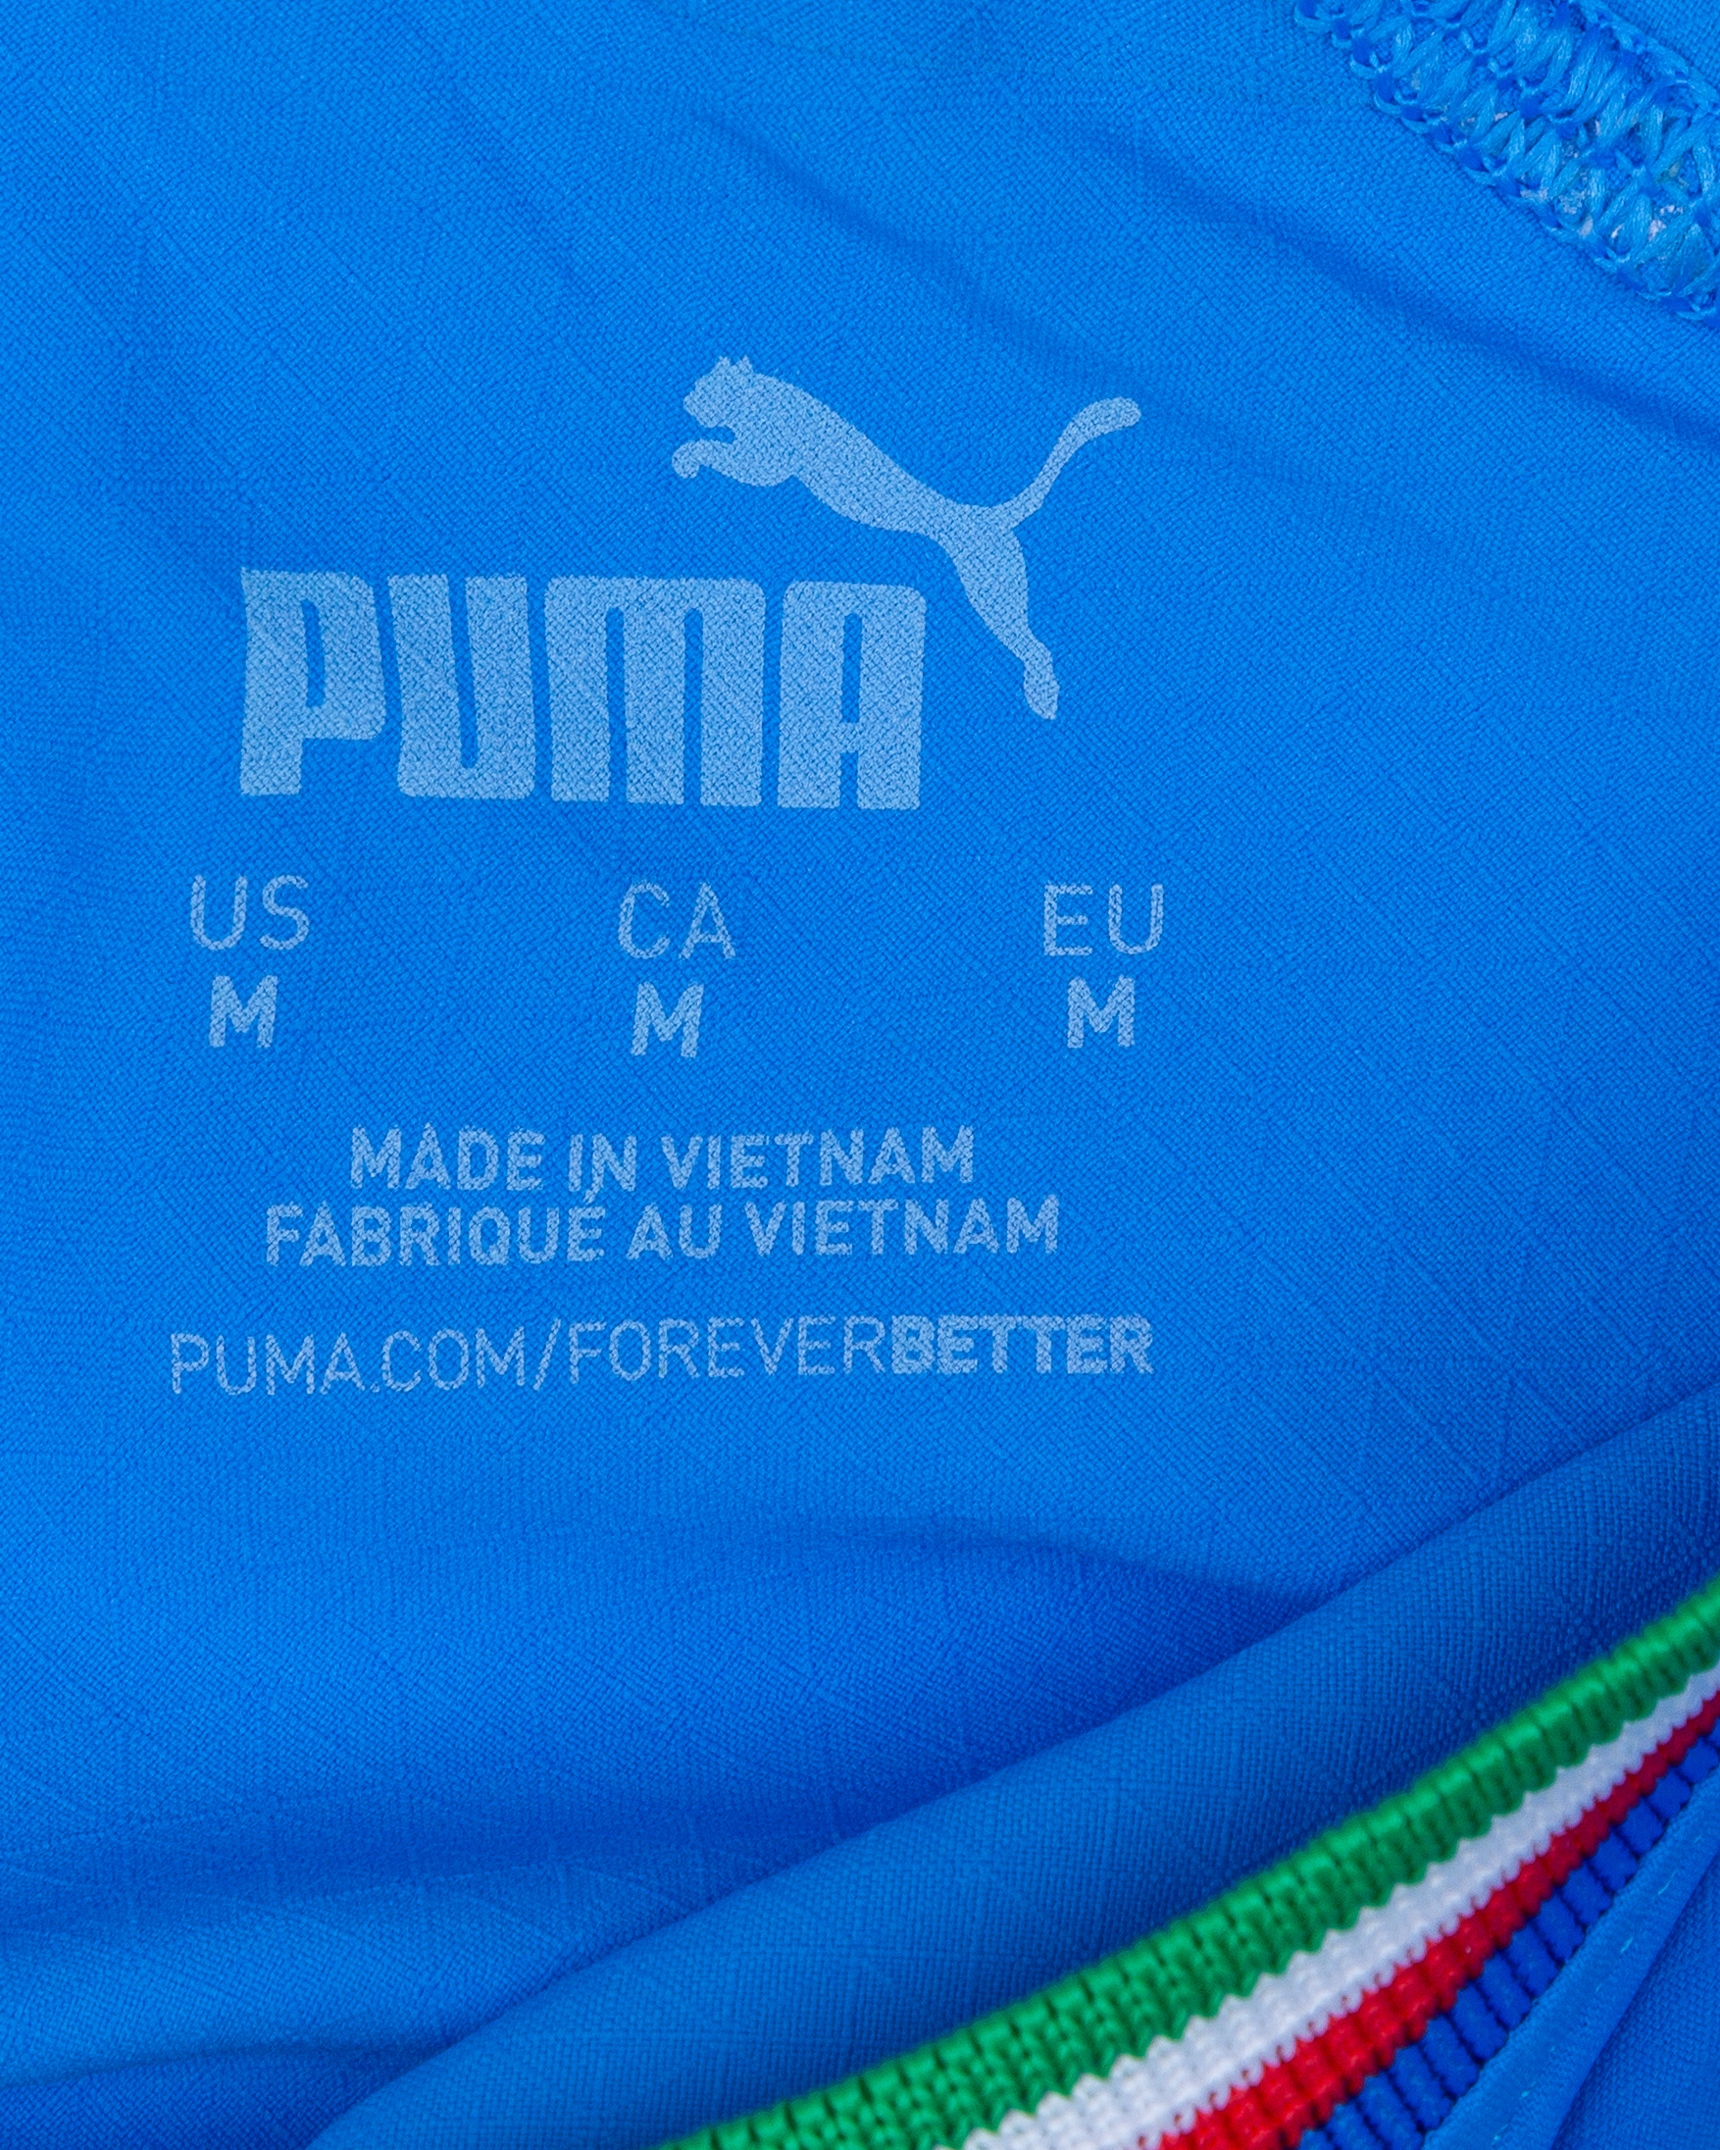 PUMA
US CA EU
M M M
MADE IN VIETNAM
FABRIQUÉ AU VIETNAM
PUMA.COM/FOREVERBETTER